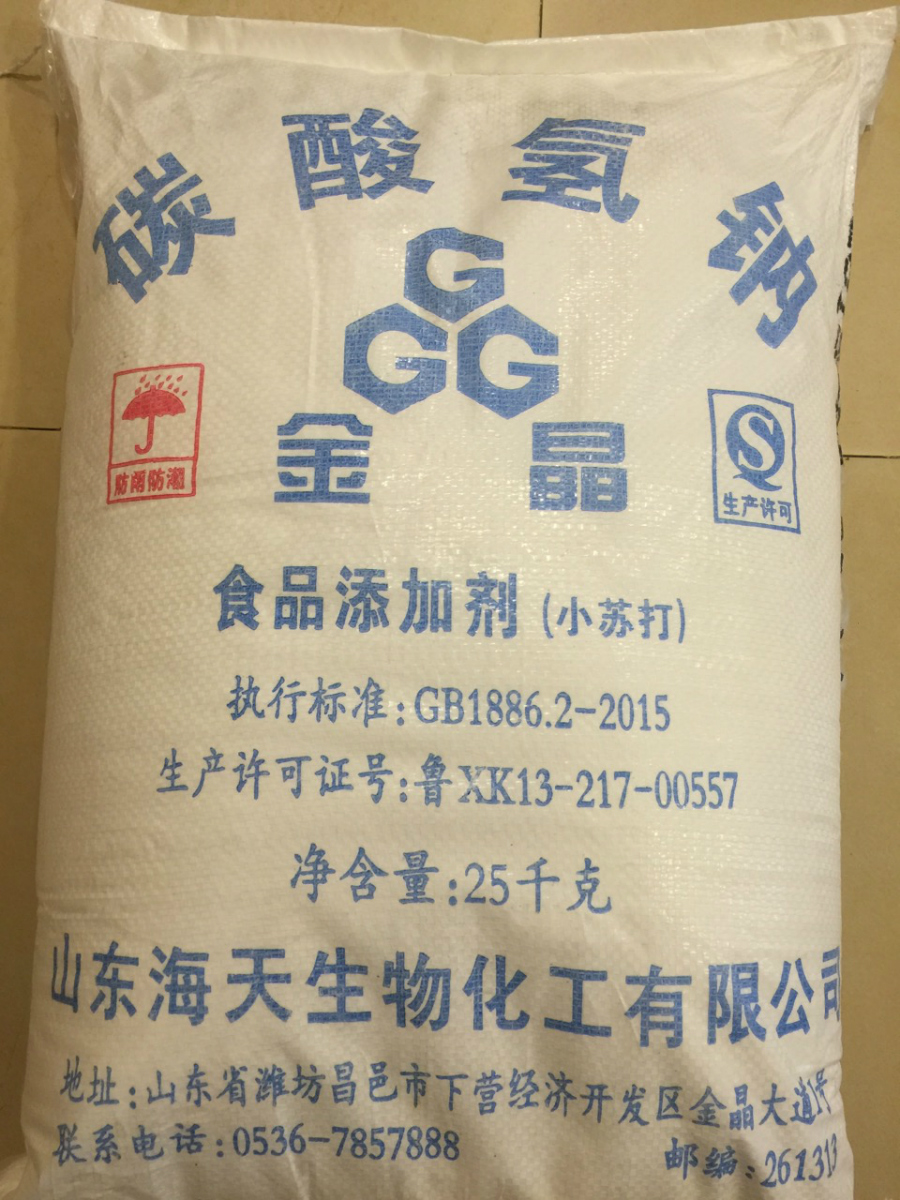 碳酸氢钠
G
GG
金晶
防雨防潮
S
生产许可
食品添加剂(小苏打)
执行标准:GB1886.2-2015
生产许可证号:鲁XK13-217-00557
净含量:25千克
山东海天生物化工有限公司
地址:山东省潍坊昌邑市下营经济开发区金晶大道1号
联系电话:0536-7857888
邮编:261313